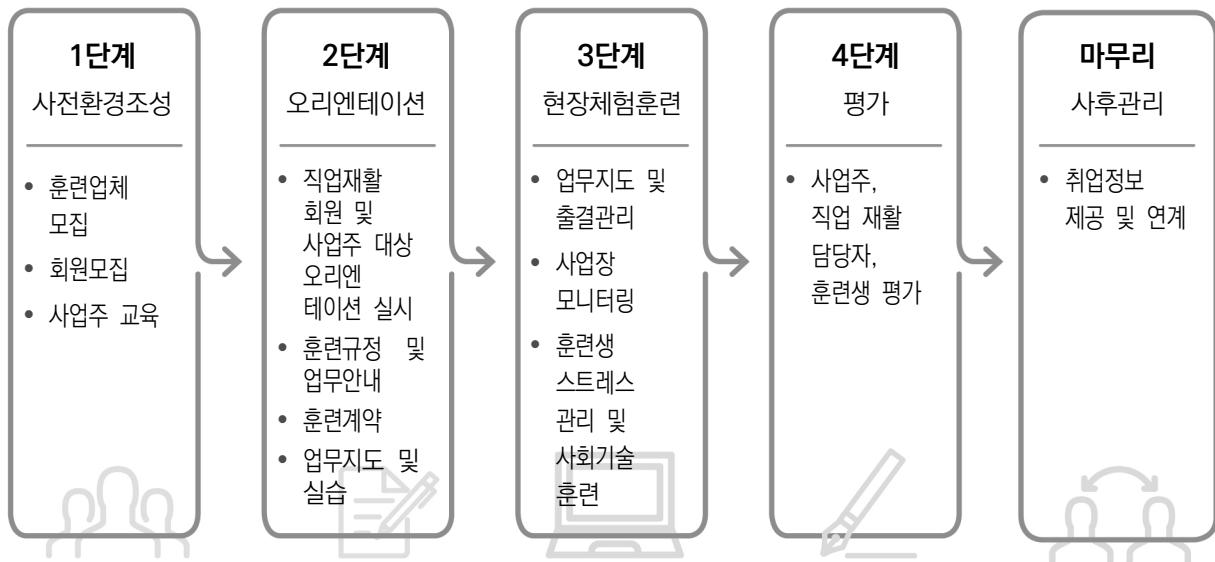 1단계
사전환경조성
• 훈련업체
모집
• 회원모집
• 사업주 교육
2단계
오리엔테이션
• 직업재활
회원 및
사업주 대상
오리엔
테이션 실시
• 훈련규정 및
업무안내
• 훈련계약
• 업무지도 및
실습
3단계
현장체험훈련
• 업무지도 및
출결관리
• 사업장
모니터링
• 훈련생
스트레스
관리 및
사회기술
훈련
4단계
평가
• 사업주,
직업 재활
담당자,
훈련생 평가
마무리
사후관리
• 취업정보
제공 및 연계